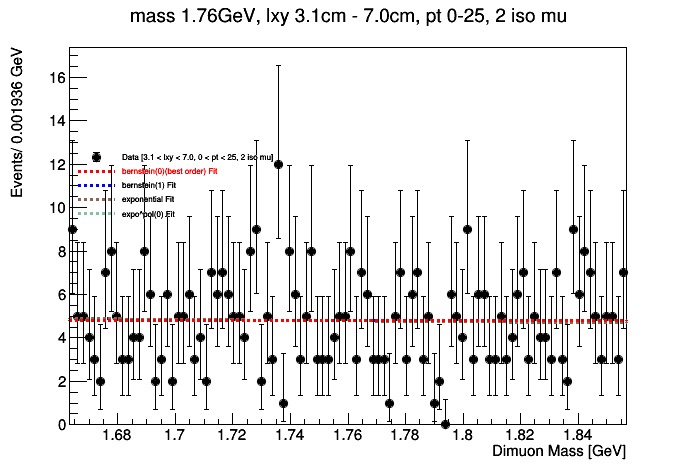 mass 1.76GeV, lxy 3.1cm - 7.0cm, pt 0-25, 2 iso mu
Events/ 0.001936 GeV
16
14
12
10
8
6
4
2
0
Data [3.1 < lxy < 7.0, 0 < pt < 25, 2 iso mu]
bernstein(0)(best order) Fit
bernstein(1) Fit
exponential Fit
expo*pol(0) Fit
1.68 1.7 1.72 1.74 1.76 1.78 1.8 1.82 1.84
Dimuon Mass [GeV]